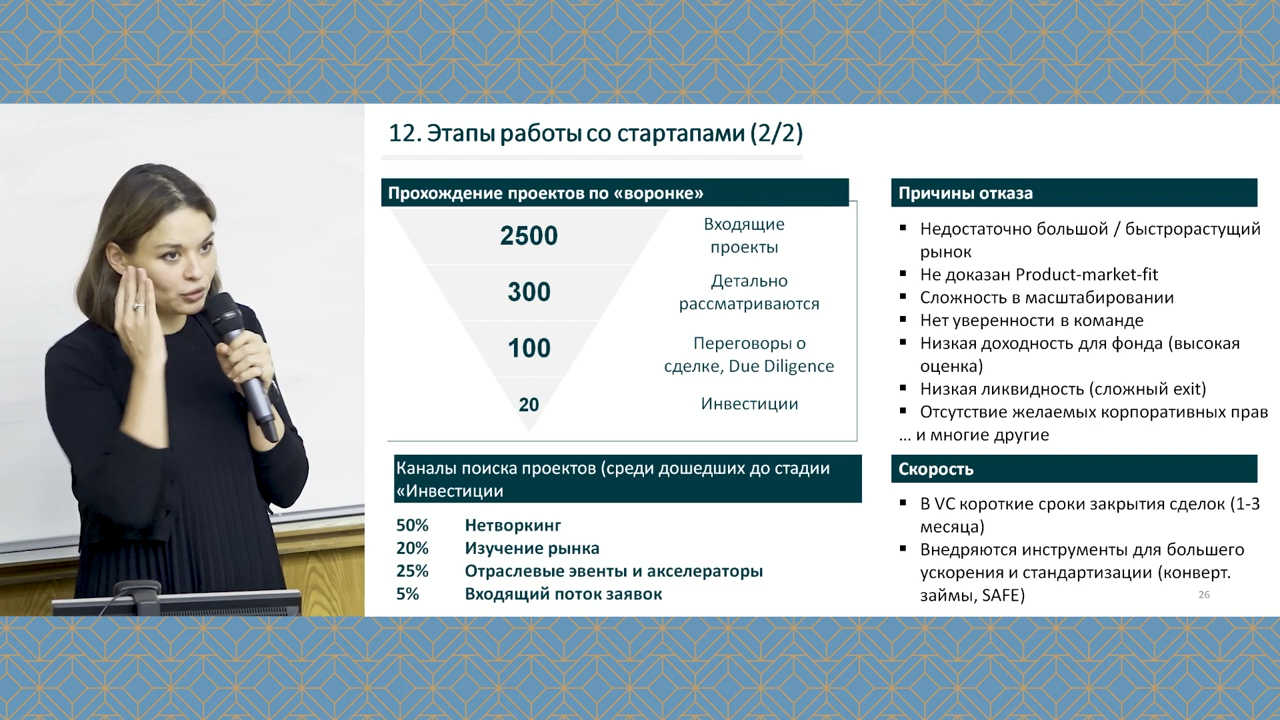 12. Этапы работы со стартапами (2/2)
Прохождение проектов по «воронке»
2500
Входящие
проекты
300
Детально
рассматриваются
100
Переговоры о
сделке, Due Diligence
20
Инвестиции
Каналы поиска проектов (среди дошедших до стадии
«Инвестиции
50% Нетворкинг
20% Изучение рынка
25% Отраслевые эвенты и акселераторы
5% Входящий поток заявок
Причины отказа
▪ Недостаточно большой / быстрорастущий
рынок
▪ Не доказан Product-market-fit
▪ Сложность в масштабировании
▪ Нет уверенности в команде
▪ Низкая доходность для фонда (высокая
оценка)
▪ Низкая ликвидность (сложный exit)
▪ Отсутствие желаемых корпоративных прав
… и многие другие
Скорость
▪ В VC короткие сроки закрытия сделок (1-3
месяца)
▪ Внедряются инструменты для большего
ускорения и стандартизации (конверт.
займы, SAFE)
26